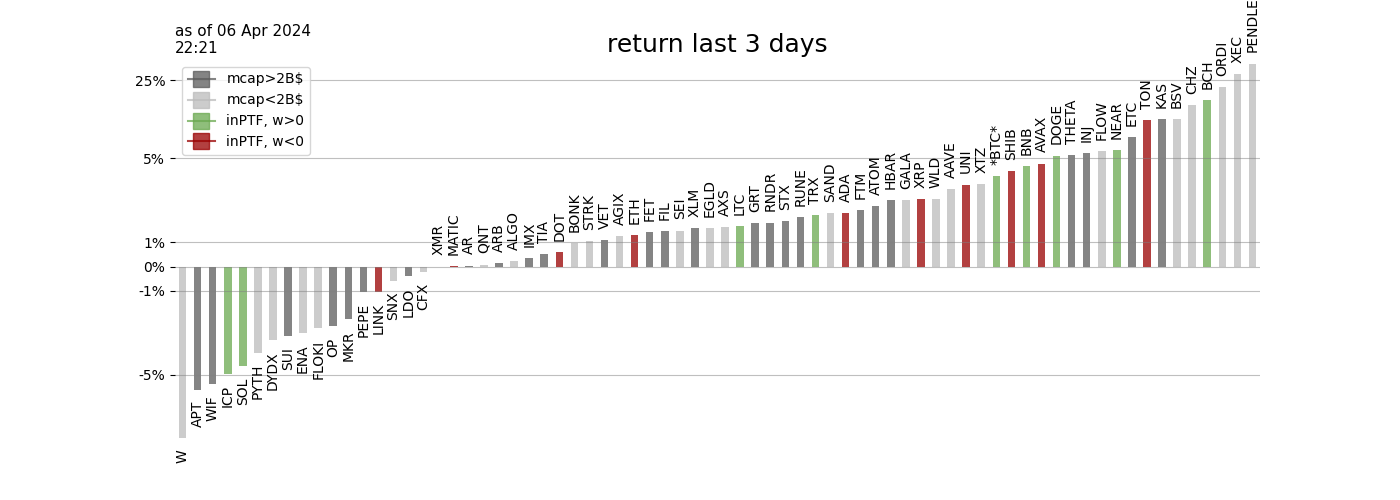 as of 06 Apr 2024
22:21
return last 3 days
mcap>2B$
mcap<2B$
inPTF, w>0
inPTF, w<0
25%
5%
1%
0%
-1%
-5%
W
APT
WIF
ICP
SOL
PYTH
DYDX
SUI
ENA
FLOKI
OP
MKR
PEPE
LINK
SNX
LDO
CFX
XMR
MATIC
AR
QNT
ARB
ALGO
IMX
TIA
DOT
BONK
STRK
VET
AGIX
ETH
FET
FIL
SEI
XLM
EGLD
AXS
LTC
GRT
RNDR
STX
RUNE
TRX
SAND
ADA
FTM
ATOM
HBAR
GALA
XRP
WLD
AAVE
UNI
XTZ
*BTC*
SHIB
BNB
AVAX
DOGE
THETA
INJ
FLOW
NEAR
ETC
TON
KAS
BSV
CHZ
BCH
ORDI
XEC
PENDLE